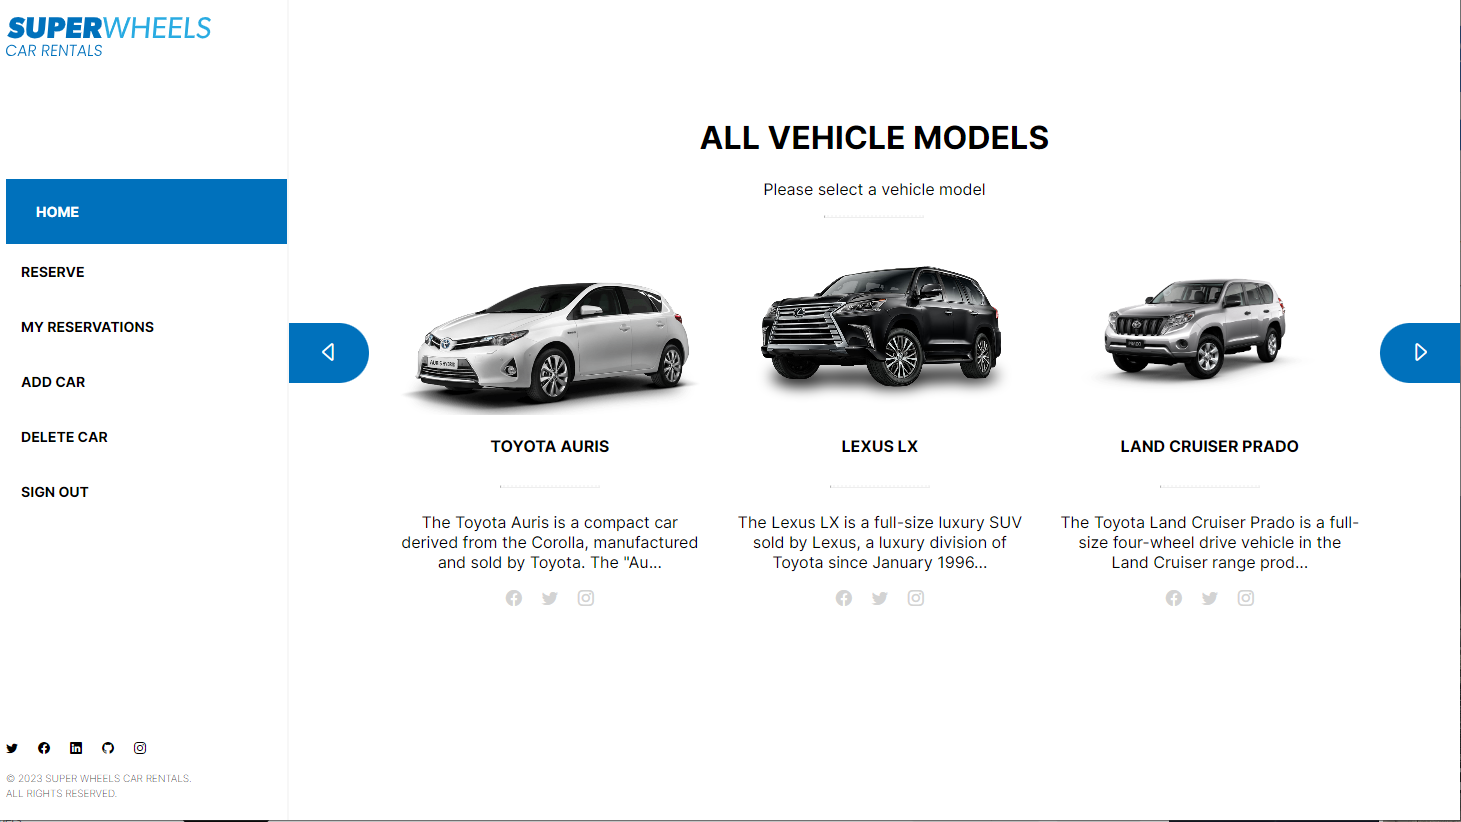 SUPERWHEELS
CAR RENTALS
HOME
RESERVE
MY RESERVATIONS
ADD CAR
DELETE CAR
SIGN OUT
© 2023 SUPER WHEELS CAR RENTALS.
ALL RIGHTS RESERVED.
ALL VEHICLE MODELS
Please select a vehicle model
AURIS HYBRID
PRADO
TOYOTA AURIS
The Toyota Auris is a compact car
derived from the Corolla, manufactured
and sold by Toyota. The "Au...
LEXUS LX
The Lexus LX is a full-size luxury SUV
sold by Lexus, a luxury division of
Toyota since January 1996...
LAND CRUISER PRADO
The Toyota Land Cruiser Prado is a full-
size four-wheel drive vehicle in the
Land Cruiser range prod...